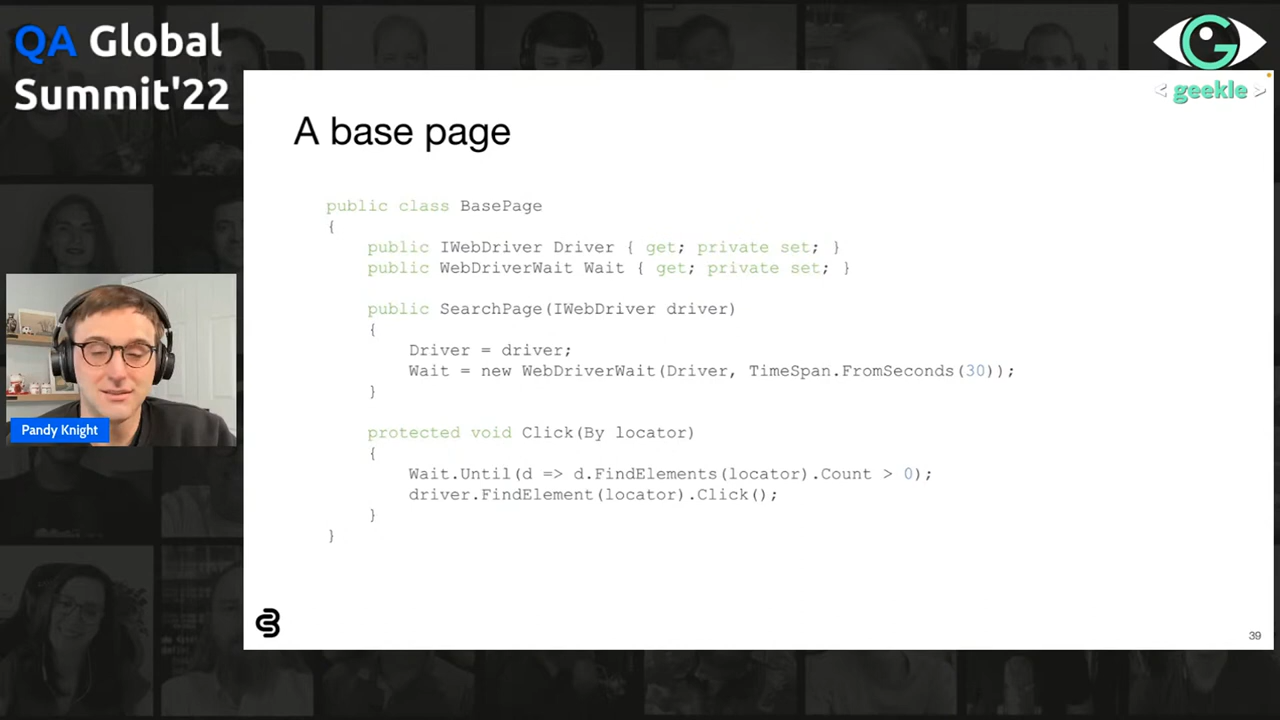 QA Global
Summit'22
G
< geekle >
A base page
public class BasePage
{
public IWebDriver Driver { get; private set; }
public WebDriverWait Wait { get; private set; }
public SearchPage(IWebDriver driver)
{
Driver = driver;
Wait = new WebDriverWait(Driver, TimeSpan.FromSeconds(30));
}
protected void Click(By locator)
{
Wait.Until(d => d.FindElements(locator).Count > 0);
driver.FindElement(locator).Click();
}
}
Pandy Knight
39